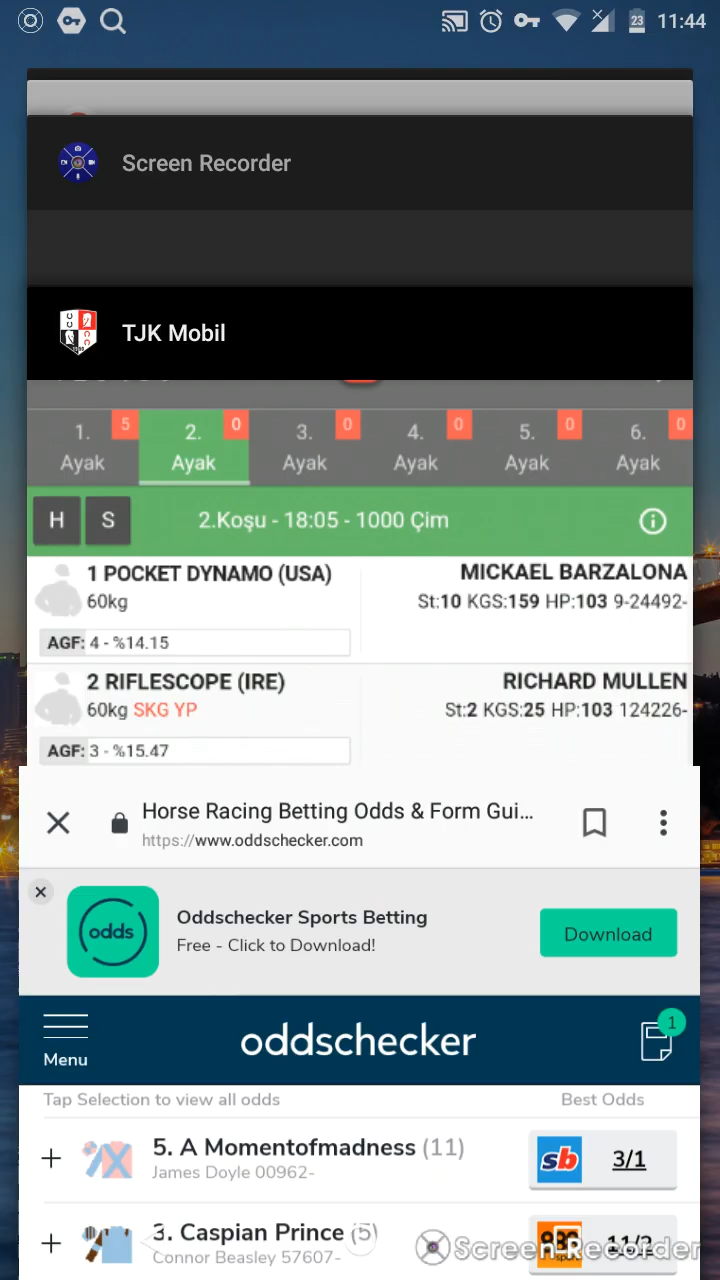 23 11:44
Screen Recorder
TJK Mobil
1. Ayak 5
2. Ayak 0
3. Ayak 0
4. Ayak 0
5. Ayak 0
6. Ayak 0
H S 2.Koşu - 18:05 - 1000 Çim
1 POCKET DYNAMO (USA) MICKAEL BARZALONA
60kg St:10 KGS:159 HP:103 9-24492-
AGF: 4 - %14.15
2 RIFLESCOPE (IRE) RICHARD MULLEN
60kg SKG YP St:2 KGS:25 HP:103 124226-
AGF: 3 - %15.47
Horse Racing Betting Odds & Form Gui...
https://www.oddschecker.com
odds
Oddschecker Sports Betting
Free - Click to Download!
Download
Menu
oddschecker
1
Tap Selection to view all odds Best Odds
5. A Momentofmadness (11) sb 3/1
James Doyle 00962-
3. Caspian Prince (5) 11/2
Connor Beasley 57607-
Screen Recorder